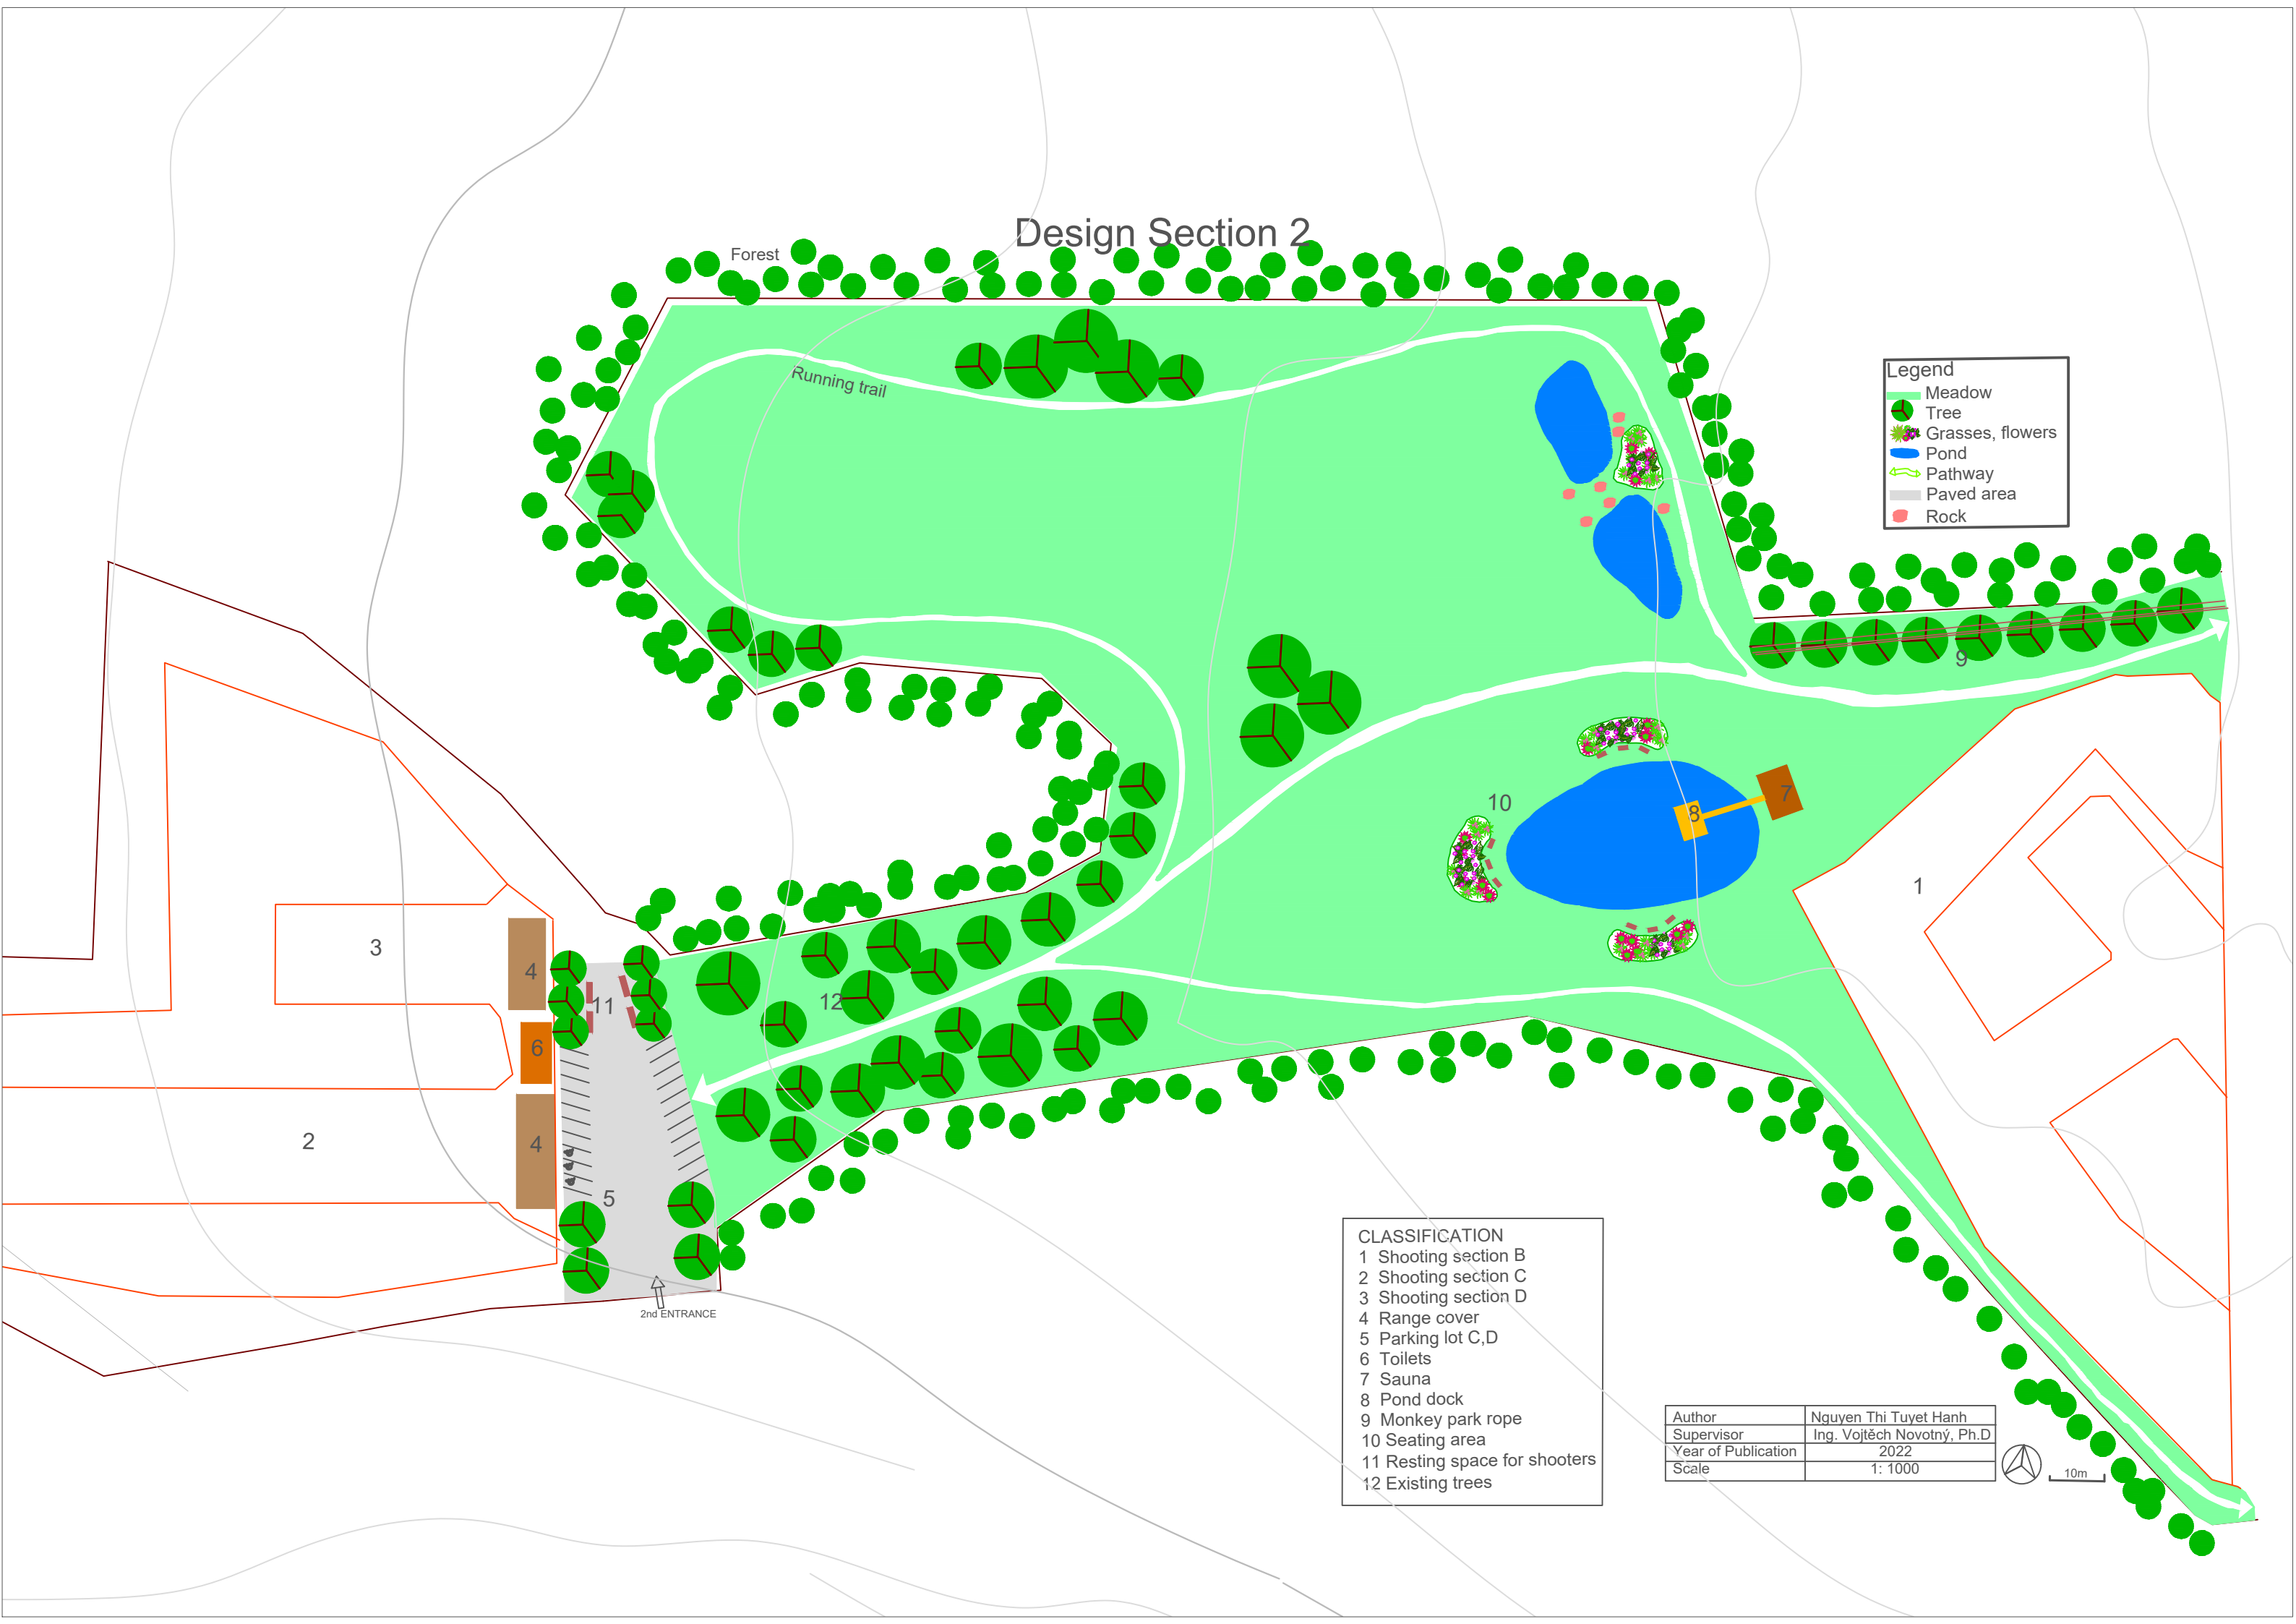 Design Section 2
Forest
Running trail
Legend
Meadow
Tree
Grasses, flowers
Pond
Pathway
Paved area
Rock
9
10
7
8
1
3
4
11
12
6
2
4
5
2nd ENTRANCE
CLASSIFICATION
1 Shooting section B
2 Shooting section C
3 Shooting section D
4 Range cover
5 Parking lot C,D
6 Toilets
7 Sauna
8 Pond dock
9 Monkey park rope
10 Seating area
11 Resting space for shooters
12 Existing trees
Author Nguyen Thi Tuyet Hanh
Supervisor Ing. Vojtěch Novotný, Ph.D
Year of Publication 2022
Scale 1: 1000
10m